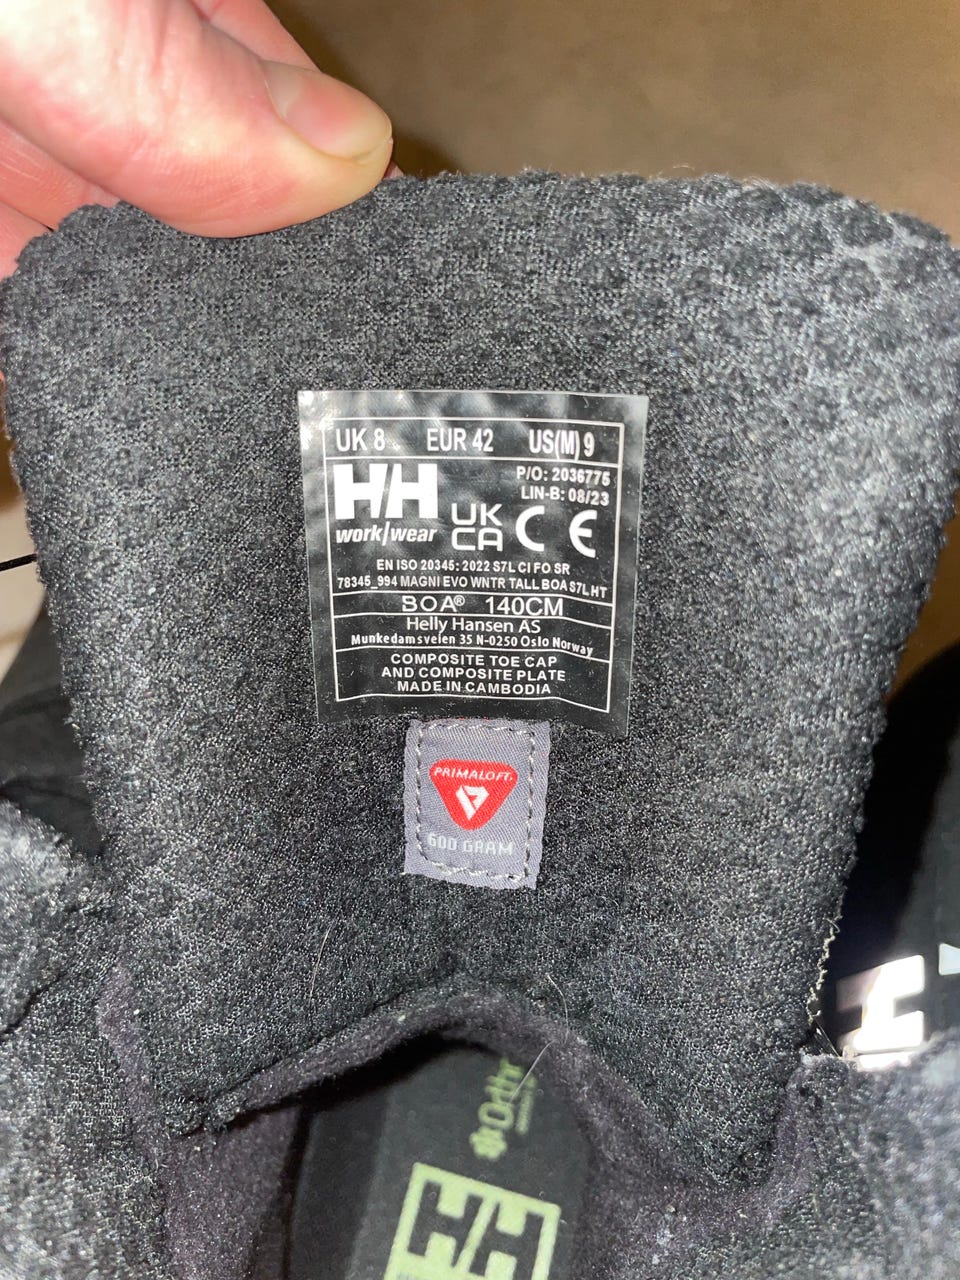 UK 8 EUR 42 US(M) 9
HH
P/O: 2036775
LIN-B: 08/23
work/wear
UK
CA
CE
EN ISO 20345: 2022 S7L CI FO SR
78345_994 MAGNI EVO WNTR TALL BOA S7L HT
BOA® 140CM
Helly Hansen AS
Munkedamsveien 35 N-0250 Oslo Norway
COMPOSITE TOE CAP
AND COMPOSITE PLATE
MADE IN CAMBODIA
PRIMALOFT®
600 GRAM
H
HH